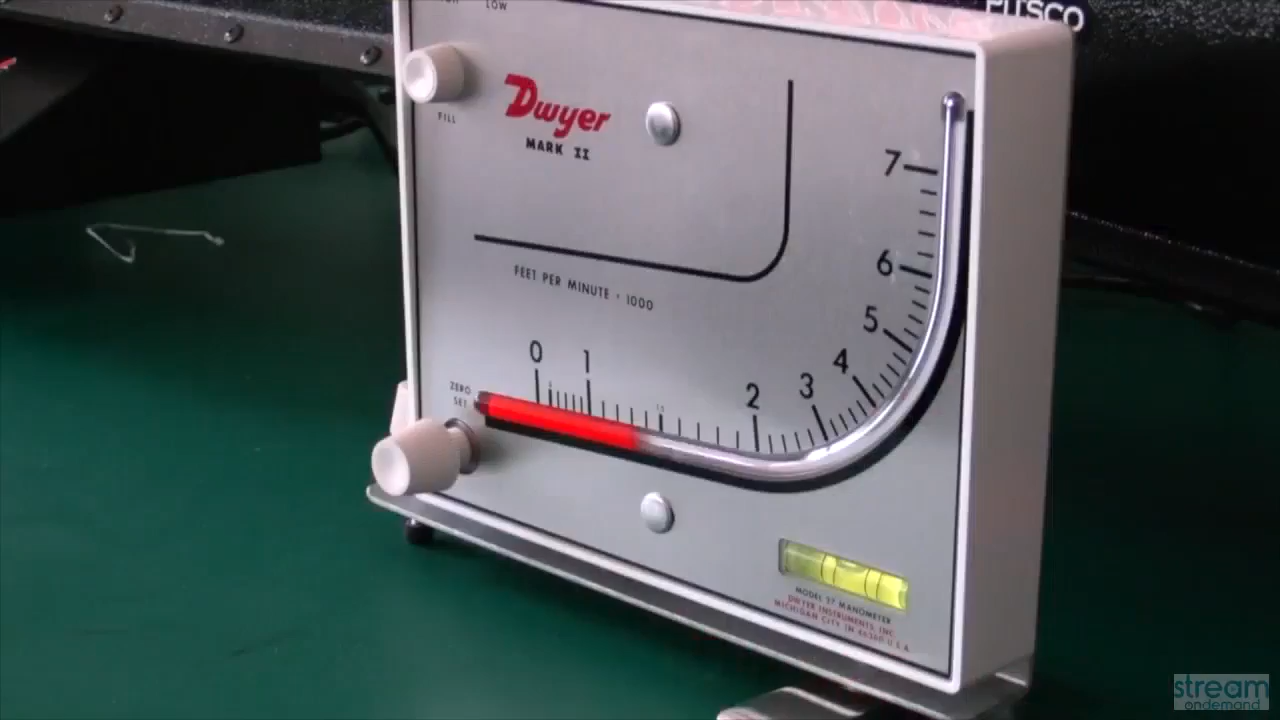 LOW
PITSCO
FILL
Dwyer
MARK II
7
6
FEET PER MINUTE × 1000
5
0
1
4
3
2
ZERO
SET
MODEL 27 MANOMETER
DWYER INSTRUMENTS, INC
MICHIGAN CITY IN 46360 U.S.A.
stream
ondemand